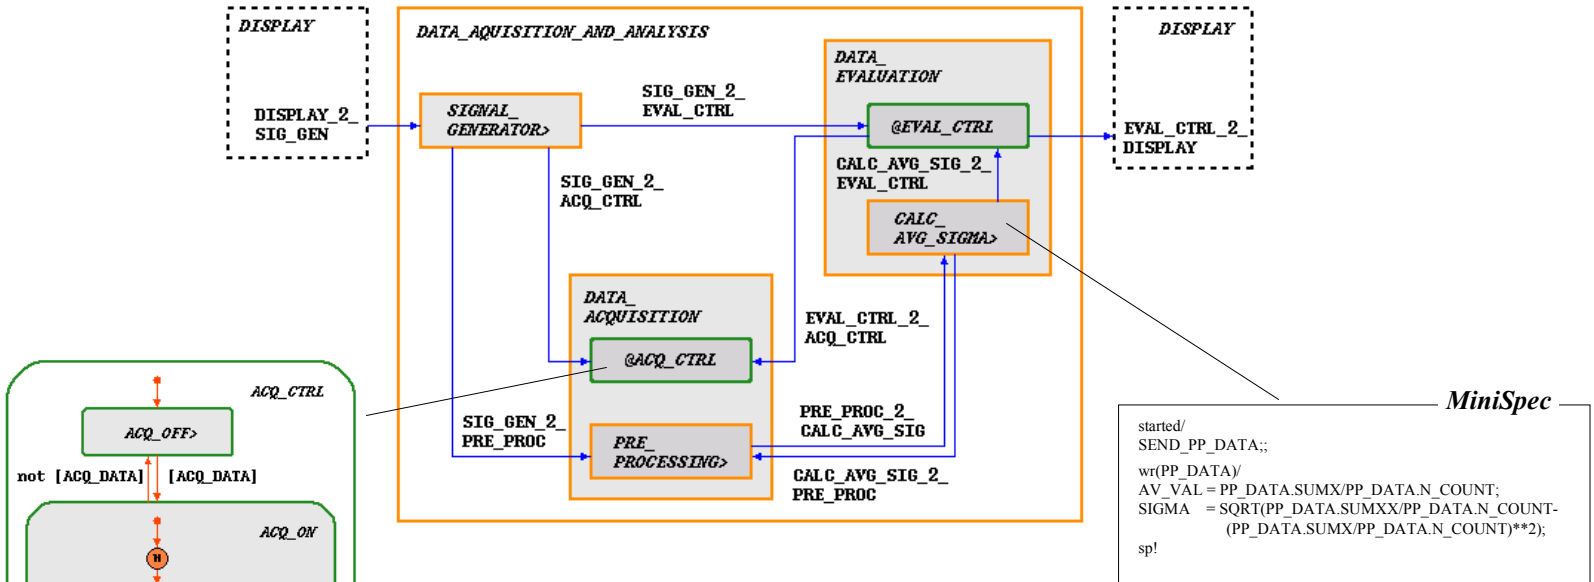 DISPLAY
DISPLAY_2_
SIG_GEN
DATA_AQUISITION_AND_ANALYSIS
SIGNAL_
GENERATOR>
SIG_GEN_2_
EVAL_CTRL
DATA_
EVALUATION
@EVAL_CTRL
CALC_AVG_SIG_2_
EVAL_CTRL
CALC_
AVG_SIGMA>
DISPLAY
EVAL_CTRL_2_
DISPLAY
SIG_GEN_2_
ACQ_CTRL
DATA_
ACQUISITION
@ACQ_CTRL
EVAL_CTRL_2_
ACQ_CTRL
SIG_GEN_2_
PRE_PROC
PRE_
PROCESSING>
PRE_PROC_2_
CALC_AVG_SIG
CALC_AVG_SIG_2_
PRE_PROC
ACQ_CTRL
ACQ_OFF>
not [ACQ_DATA]
[ACQ_DATA]
ACQ_ON
H
MiniSpec
started/
SEND_PP_DATA;;
wr(PP_DATA)/
AV_VAL = PP_DATA.SUMX/PP_DATA.N_COUNT;
SIGMA = SQRT(PP_DATA.SUMXX/PP_DATA.N_COUNT-
(PP_DATA.SUMX/PP_DATA.N_COUNT)**2);
sp!